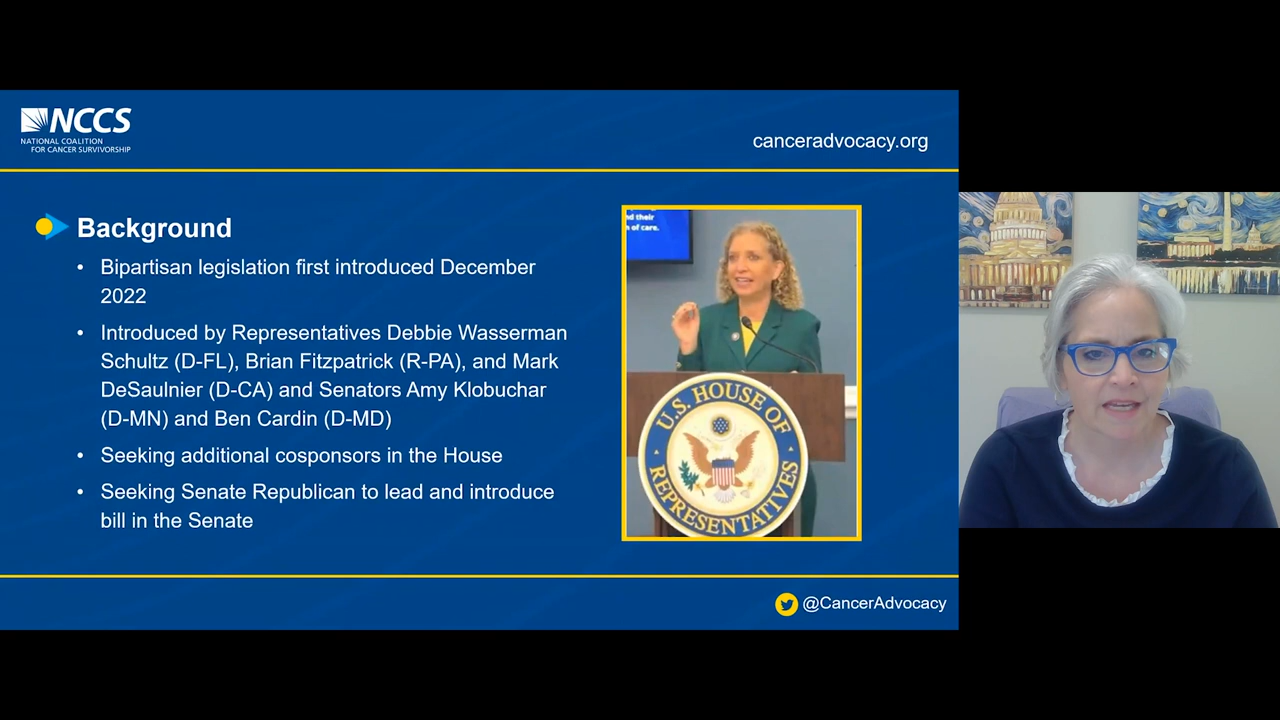 NCCS
NATIONAL COALITION
FOR CANCER SURVIVORSHIP
canceradvocacy.org
Background
• Bipartisan legislation first introduced December
2022
• Introduced by Representatives Debbie Wasserman
Schultz (D-FL), Brian Fitzpatrick (R-PA), and Mark
DeSaulnier (D-CA) and Senators Amy Klobuchar
(D-MN) and Ben Cardin (D-MD)
• Seeking additional cosponsors in the House
• Seeking Senate Republican to lead and introduce
bill in the Senate
their
of care.
U.S. HOUSE OF
REPRESENTATIVES
@CancerAdvocacy